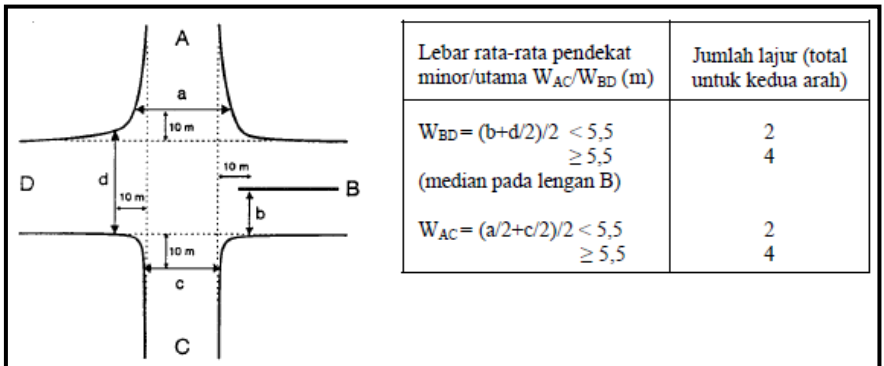 A
a
10 m
10 m
D
d
B
10 m
b
10 m
c
C
Lebar rata-rata pendekat
minor/utama W_AC/W_BD (m)
Jumlah lajur (total
untuk kedua arah)
W_BD = (b+d/2)/2 < 5,5
2
≥ 5,5
4
(median pada lengan B)
W_AC = (a/2+c/2)/2 < 5,5
2
≥ 5,5
4